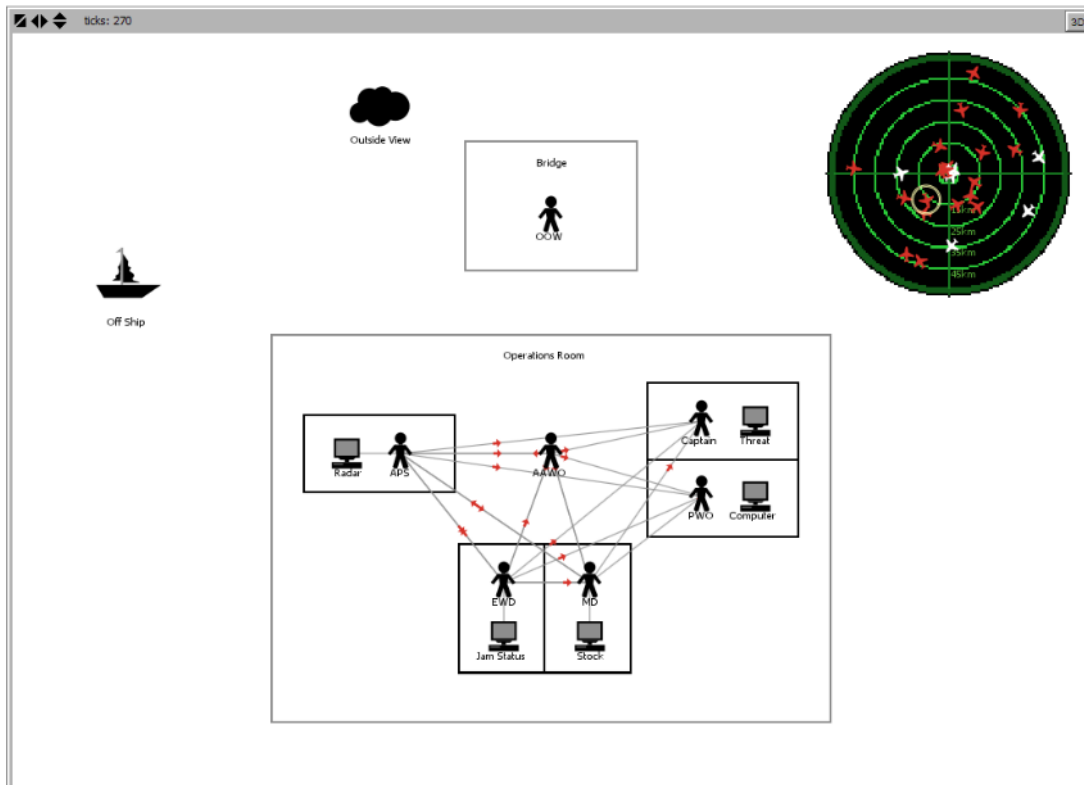 ticks: 270
3D
Outside View
Bridge
OOW
15km
25km
35km
45km
Off Ship
Operations Room
Radar
APS
AAWO
Captain
Threat
PWO
Computer
EWD
MD
Jam Status
Stock